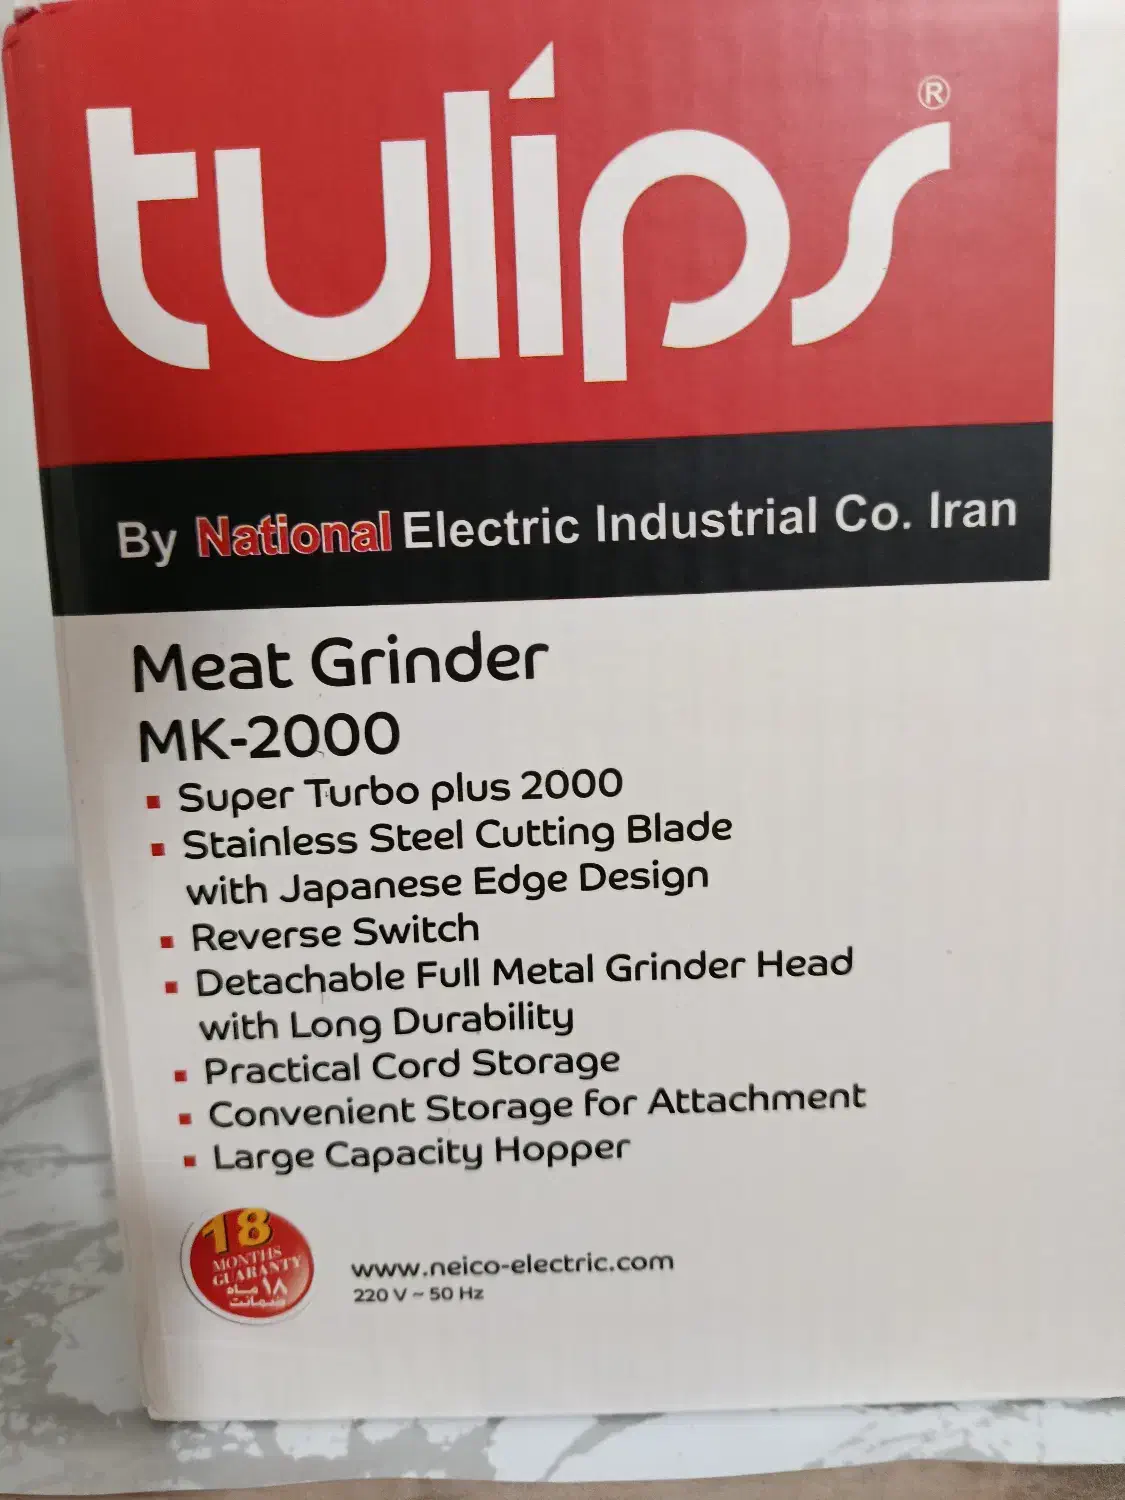 tulips®
By National Electric Industrial Co. Iran
Meat Grinder
MK-2000
Super Turbo plus 2000
Stainless Steel Cutting Blade
with Japanese Edge Design
Reverse Switch
Detachable Full Metal Grinder Head
with Long Durability
Practical Cord Storage
Convenient Storage for Attachment
Large Capacity Hopper
18
MONTHS
GUARANTY
۱۸ ماه
ضمانت
www.neico-electric.com
220 V ~ 50 Hz